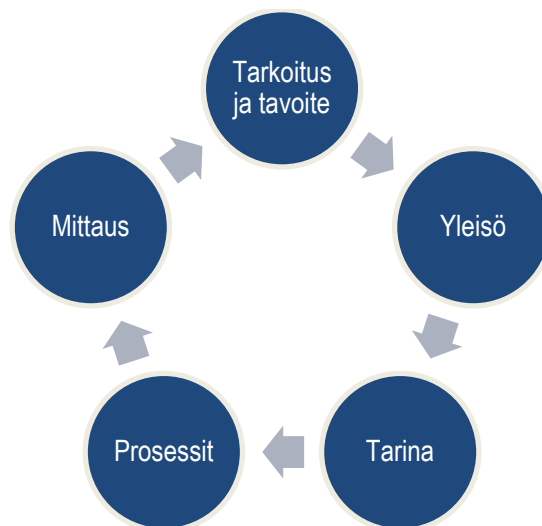 Tarkoitus
ja tavoite
Yleisö
Tarina
Prosessit
Mittaus